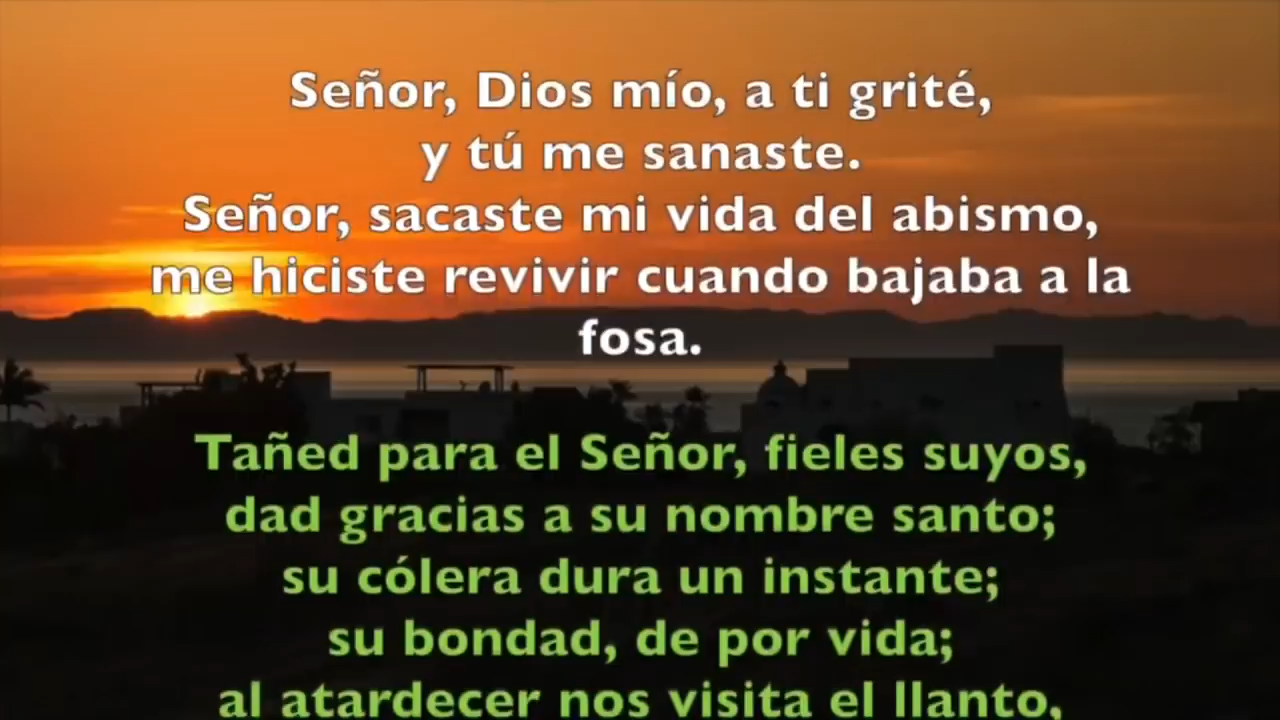 Señor, Dios mío, a ti grité,
y tú me sanaste.
Señor, sacaste mi vida del abismo,
me hiciste revivir cuando bajaba a la
fosa.
Tañed para el Señor, fieles suyos,
dad gracias a su nombre santo;
su cólera dura un instante;
su bondad, de por vida;
al atardecer nos visita el llanto,